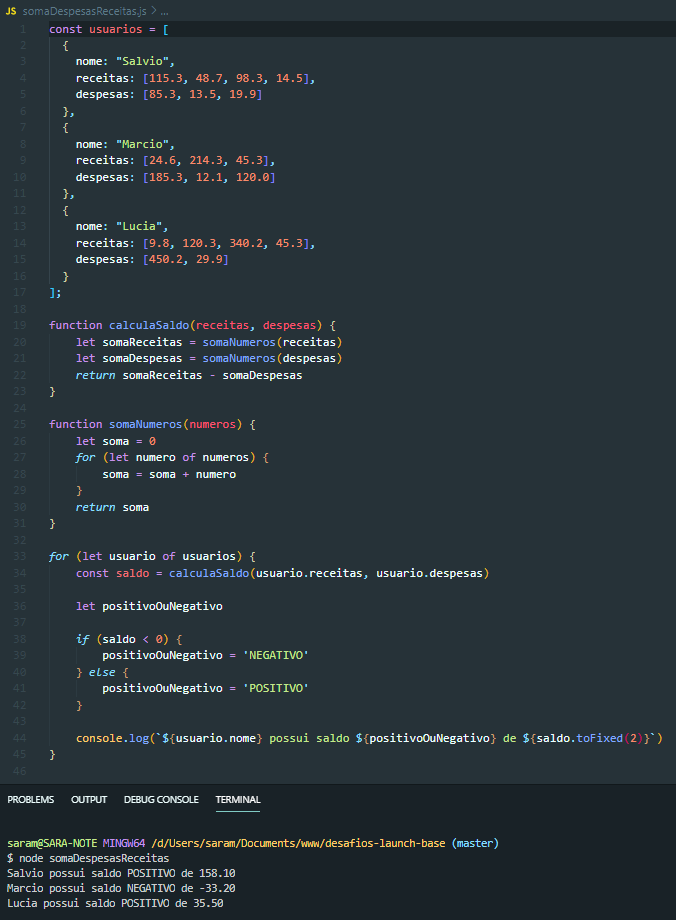 JS somaDespesasReceitas.js > ...
1 const usuarios = [
2   {
3     nome: "Salvio",
4     receitas: [115.3, 48.7, 98.3, 14.5],
5     despesas: [85.3, 13.5, 19.9]
6   },
7   {
8     nome: "Marcio",
9     receitas: [24.6, 214.3, 45.3],
10     despesas: [185.3, 12.1, 120.0]
11   },
12   {
13     nome: "Lucia",
14     receitas: [9.8, 120.3, 340.2, 45.3],
15     despesas: [450.2, 29.9]
16   }
17 ];
18
19 function calculaSaldo(receitas, despesas) {
20     let somaReceitas = somaNumeros(receitas)
21     let somaDespesas = somaNumeros(despesas)
22     return somaReceitas - somaDespesas
23 }
24
25 function somaNumeros(numeros) {
26     let soma = 0
27     for (let numero of numeros) {
28         soma = soma + numero
29     }
30     return soma
31 }
32
33 for (let usuario of usuarios) {
34     const saldo = calculaSaldo(usuario.receitas, usuario.despesas)
35
36     let positivoOuNegativo
37
38     if (saldo < 0) {
39         positivoOuNegativo = 'NEGATIVO'
40     } else {
41         positivoOuNegativo = 'POSITIVO'
42     }
43
44     console.log(`${usuario.nome} possui saldo ${positivoOuNegativo} de ${saldo.toFixed(2)}`)
45 }
46
PROBLEMS OUTPUT DEBUG CONSOLE TERMINAL
saram@SARA-NOTE MINGW64 /d/Users/saram/Documents/www/desafios-launch-base (master)
$ node somaDespesasReceitas
Salvio possui saldo POSITIVO de 158.10
Marcio possui saldo NEGATIVO de -33.20
Lucia possui saldo POSITIVO de 35.50